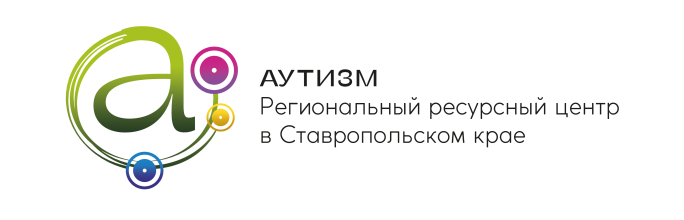 а
АУТИЗМ
Региональный ресурсный центр
в Ставропольском крае